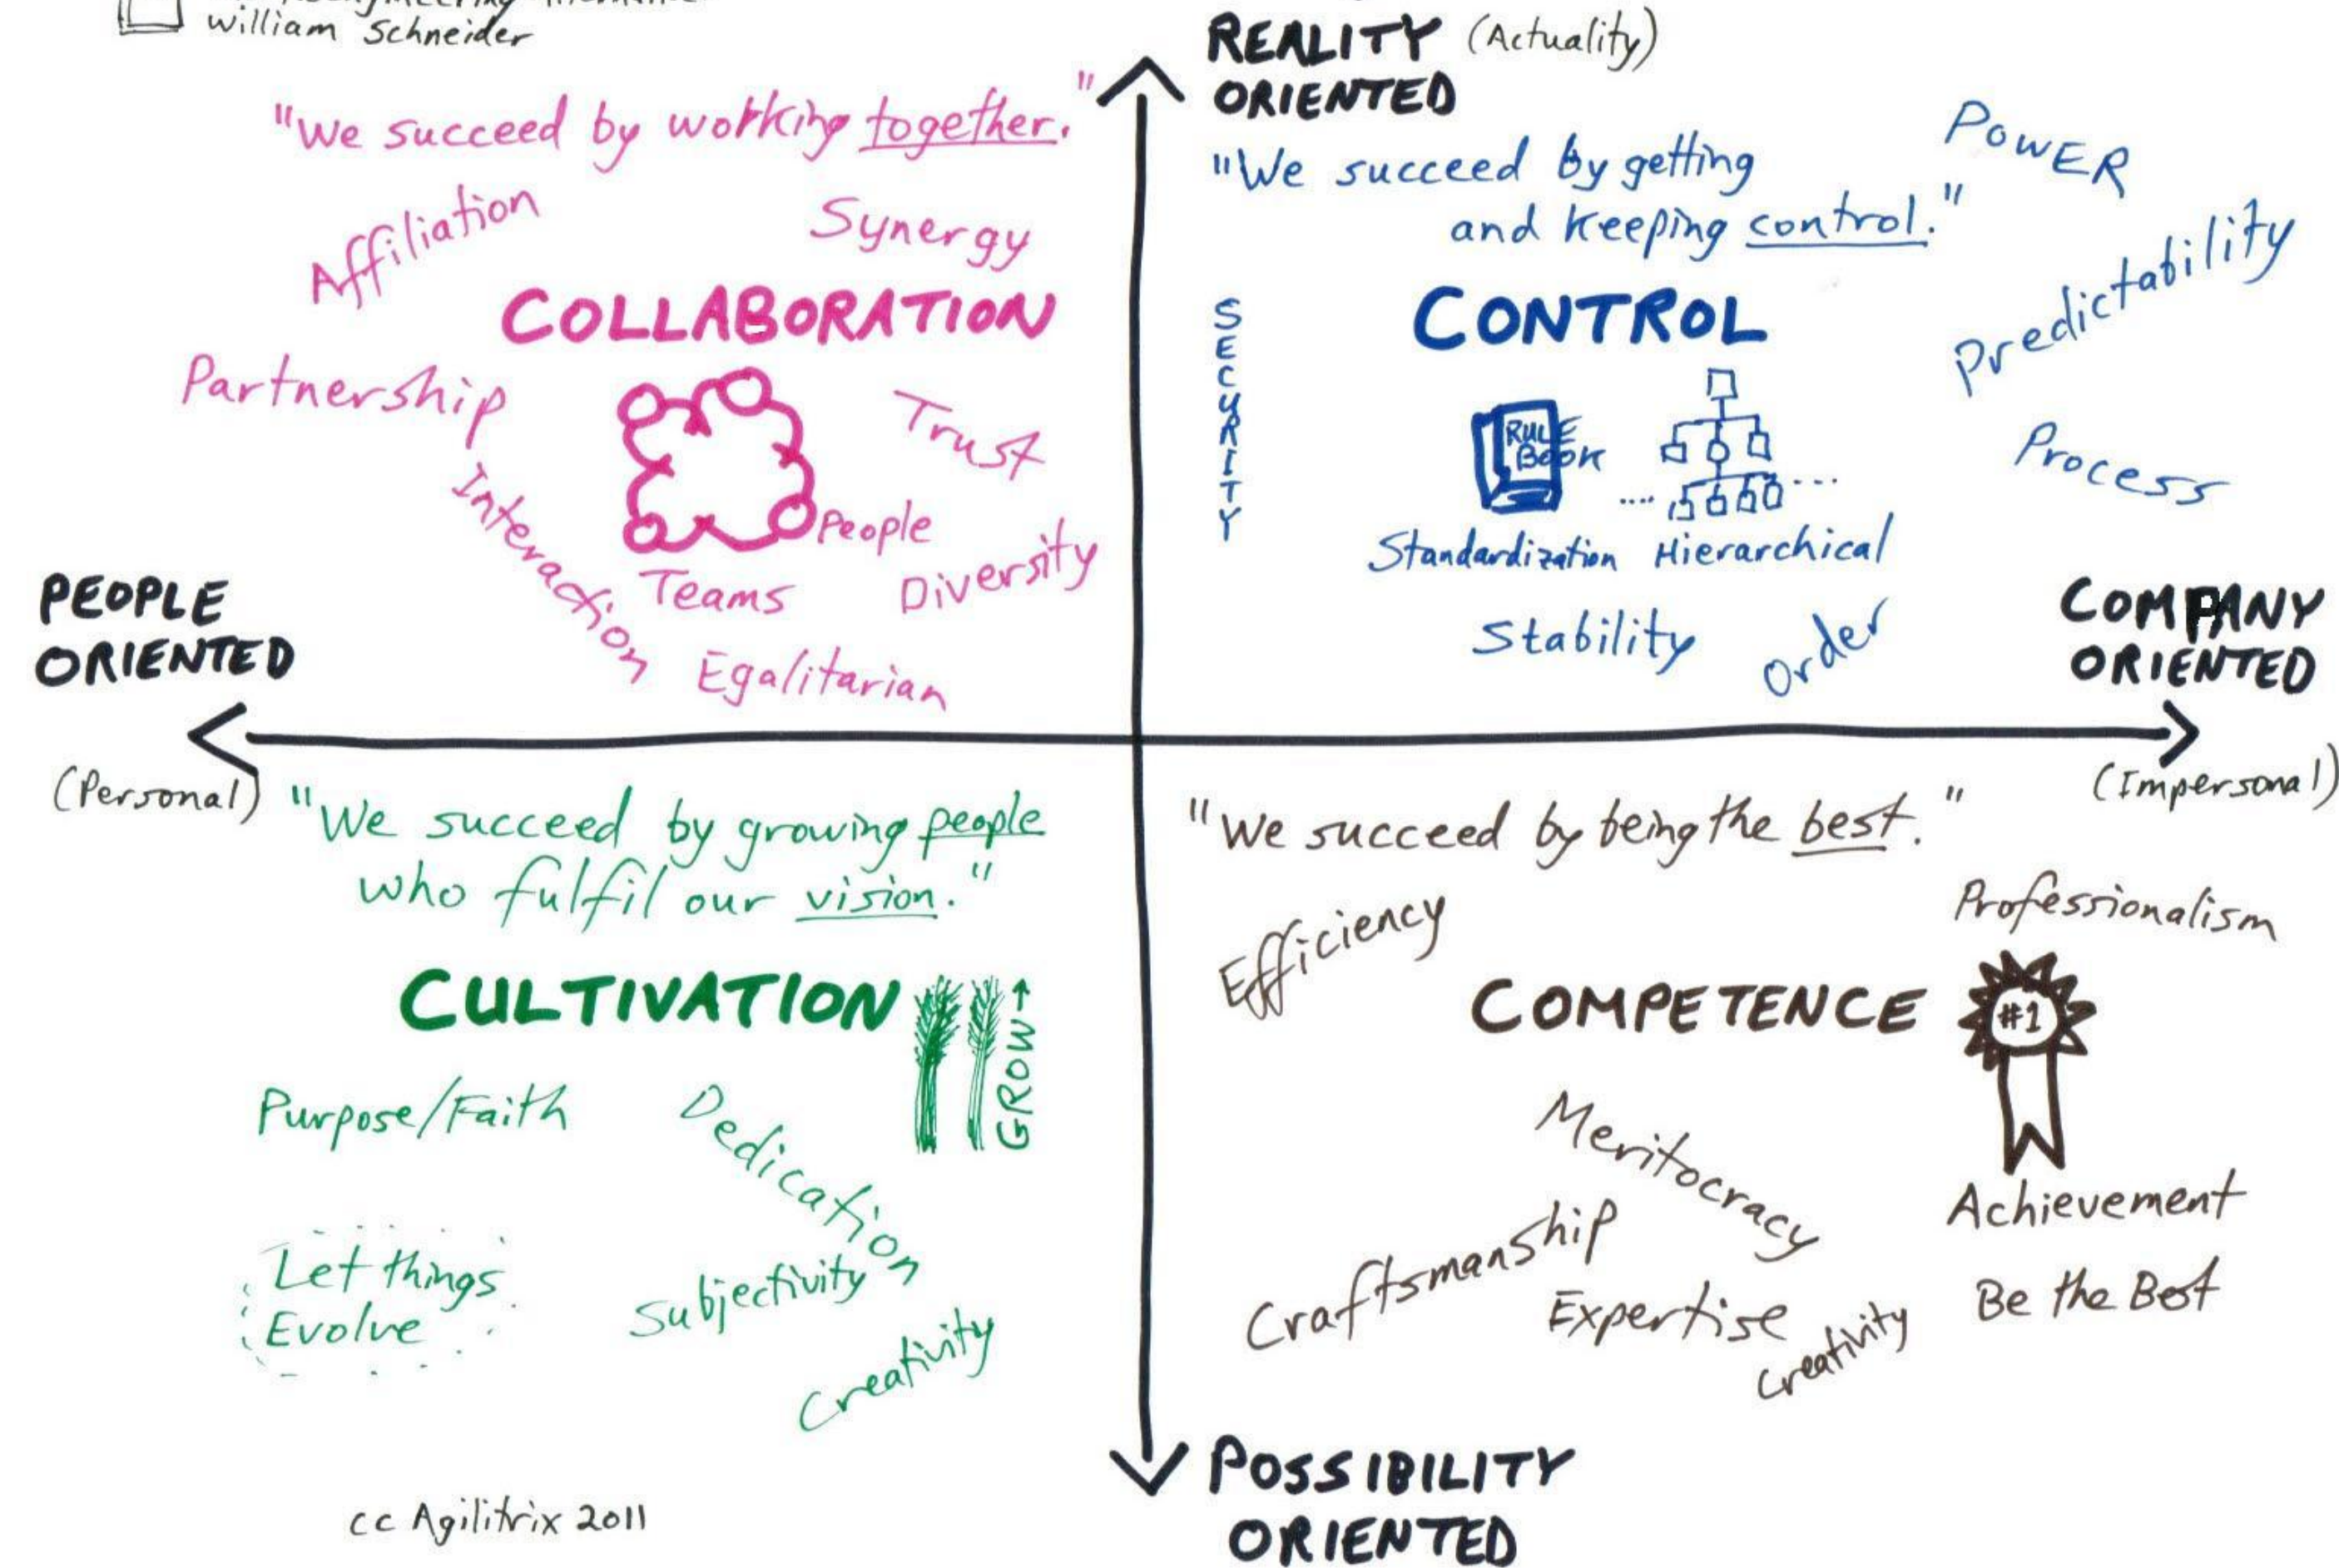 William Schneider
REALITY (Actuality)
ORIENTED
"We succeed by working together."
Affiliation
Synergy
COLLABORATION
Partnership
Trust
Interaction
People
Teams
Diversity
Egalitarian
"We succeed by getting
and keeping control."
POWER
Predictability
SECURITY
CONTROL
RULE
BOOK
Process
Standardization Hierarchical
Stability
Order
PEOPLE
ORIENTED
(Personal)
COMPANY
ORIENTED
(Impersonal)
"We succeed by growing people
who fulfil our vision."
CULTIVATION
GROW
Purpose/Faith
Dedication
Let things
Evolve
Subjectivity
Creativity
"We succeed by being the best."
Efficiency
Professionalism
COMPETENCE
#1
Meritocracy
Achievement
Craftsmanship
Expertise
Be the Best
Creativity
POSSIBILITY
ORIENTED
cc Agilitrix 2011